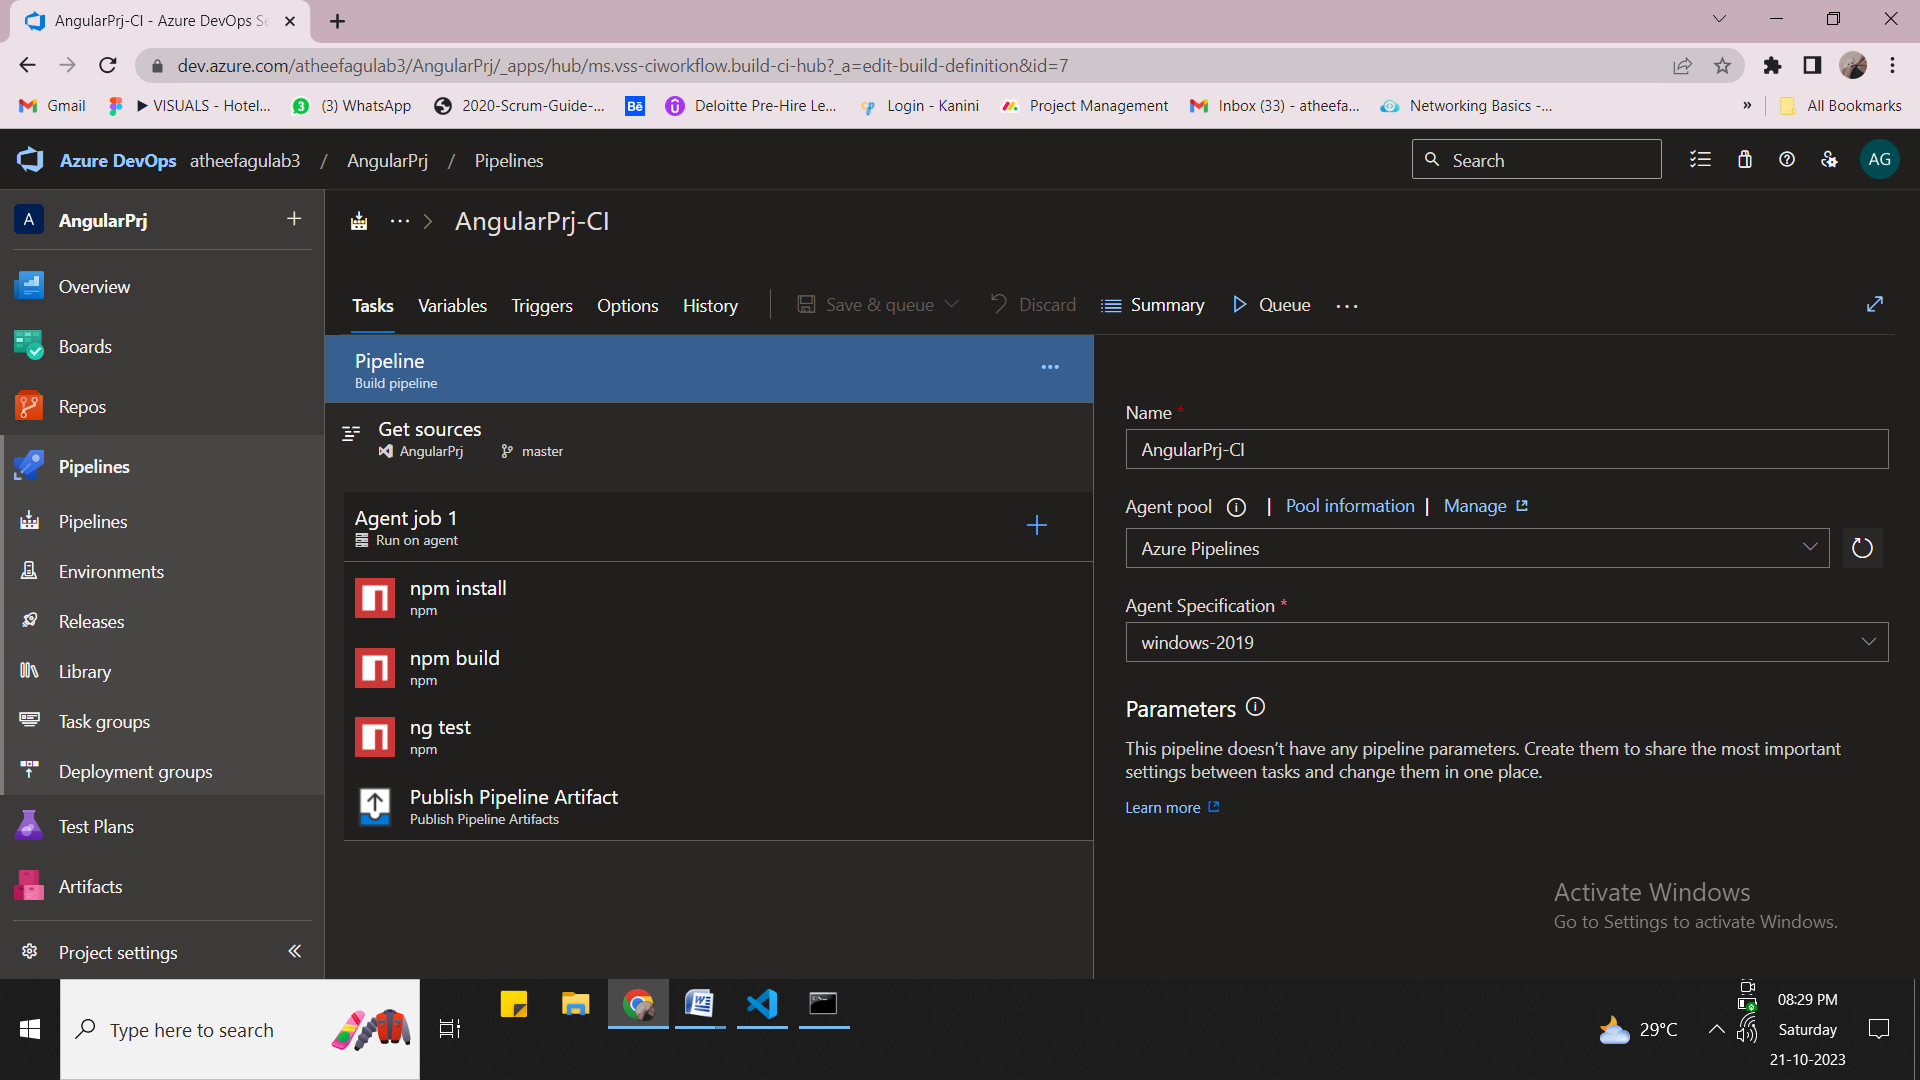 AngularPrj-CI - Azure DevOps Se
dev.azure.com/atheefagulab3/AngularPrj/_apps/hub/ms.vss-ciworkflow.build-ci-hub?_a=edit-build-definition&id=7
Gmail
▶ VISUALS - Hotel...
3
(3) WhatsApp
2020-Scrum-Guide-...
Bē
Deloitte Pre-Hire Le...
Login - Kanini
Project Management
Inbox (33) - atheefa...
Networking Basics -...
»
All Bookmarks
Azure DevOps atheefagulab3 / AngularPrj / Pipelines
Search
AG
A AngularPrj
Overview
Boards
Repos
Pipelines
Pipelines
Environments
Releases
Library
Task groups
Deployment groups
Test Plans
Artifacts
Project settings
··· > AngularPrj-CI
Tasks Variables Triggers Options History Save & queue Discard Summary Queue ···
Pipeline
Build pipeline
Get sources
AngularPrj master
Agent job 1
Run on agent
npm install
npm
npm build
npm
ng test
npm
Publish Pipeline Artifact
Publish Pipeline Artifacts
Name *
AngularPrj-CI
Agent pool | Pool information | Manage
Azure Pipelines
Agent Specification *
windows-2019
Parameters
This pipeline doesn’t have any pipeline parameters. Create them to share the most important
settings between tasks and change them in one place.
Learn more
Activate Windows
Go to Settings to activate Windows.
Type here to search
29°C
08:29 PM
Saturday
21-10-2023